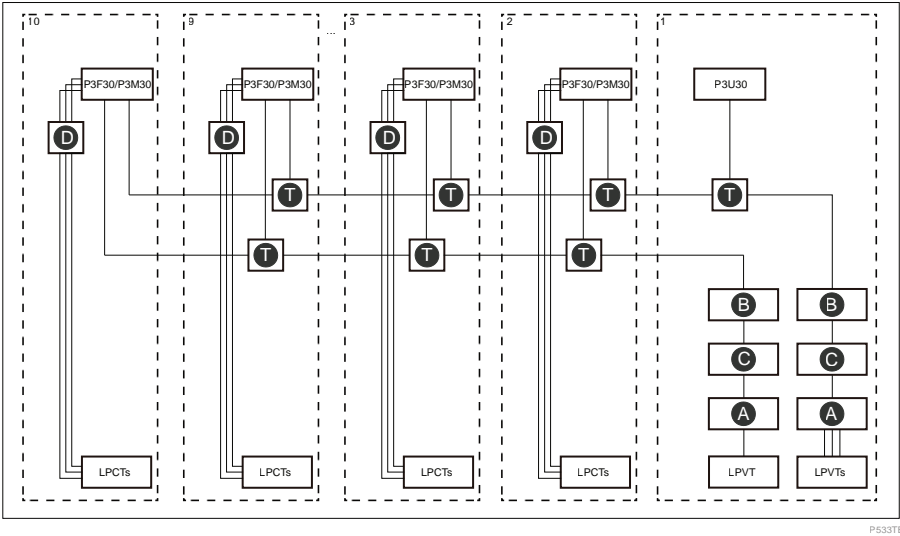 10
9
...
3
2
1
P3F30/P3M30
P3F30/P3M30
P3F30/P3M30
P3F30/P3M30
P3U30
D
D
D
D
T
T
T
T
T
T
T
B
B
C
C
A
A
LPCTs
LPCTs
LPCTs
LPCTs
LPVT
LPVTs